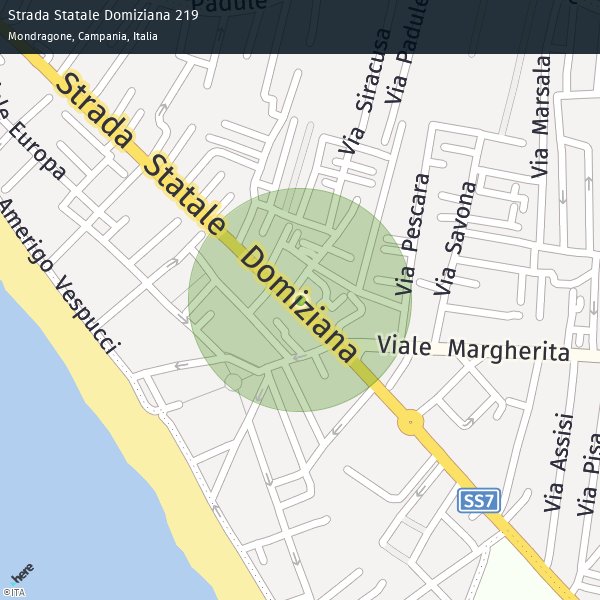 Strada Statale Domiziana 219
Mondragone, Campania, Italia
Padule
Via Siracusa
Via Padule
Via Marsala
Strada Statale Domiziana
Europa
Amerigo Vespucci
Via Pescara
Via Savona
Viale Margherita
Via Assisi
Via Pisa
SS7
here
©ITA